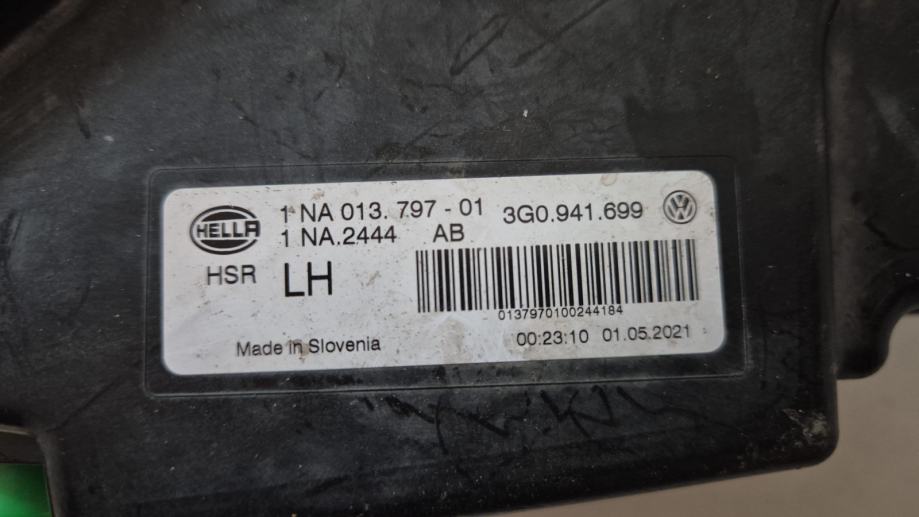 HELLA
1 NA 013. 797 - 01 3G0.941.699
1 NA.2444 AB
HSR LH
0137970100244184
Made in Slovenia 00:23:10 01.05.2021